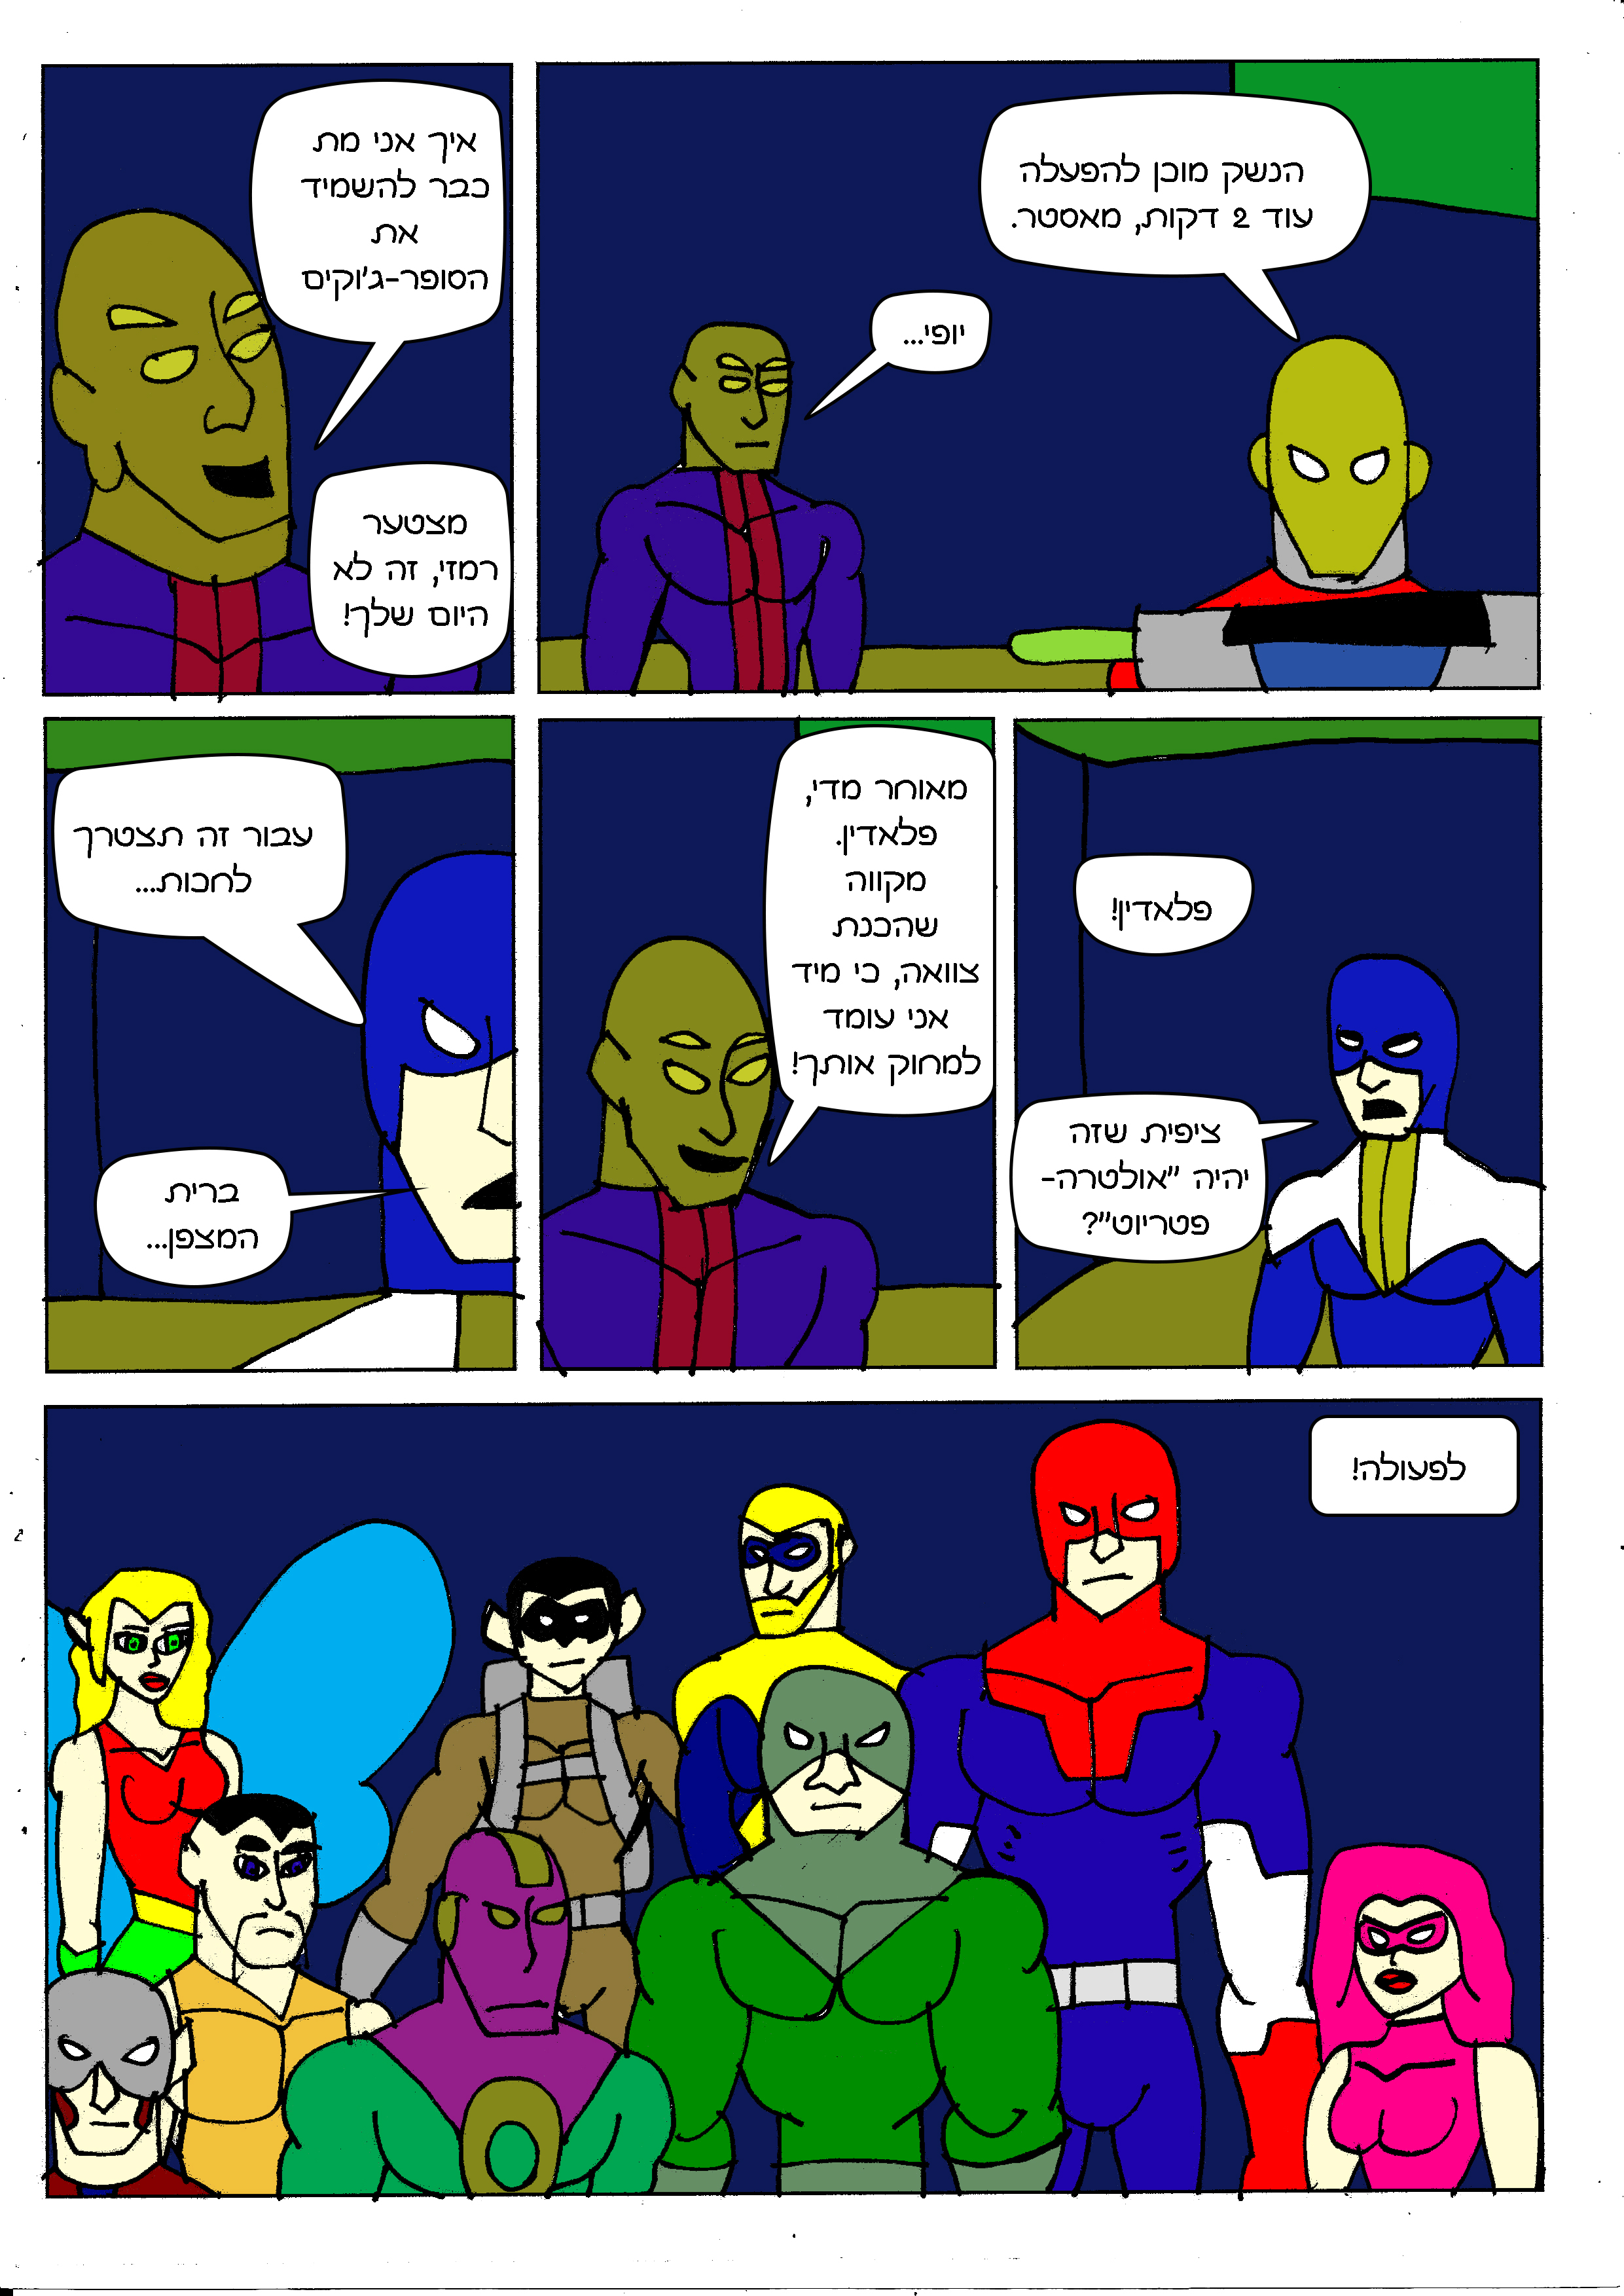 הנשק מוכן להפעלה
עוד 2 דקות, מאסטר.
יופי...
איך אני מת
כבר להשמיד
את
הסופר-ג'וקים
מצטער
רמזי, זה לא
היום שלך!
פלאדין!
ציפית שזה
יהיה "אולטרה-
פטריוט"?
מאוחר מדי,
פלאדין.
מקווה
שהכנת
צוואה, כי מיד
אני עומד
למחוק אותך!
עבור זה תצטרך
לחכות...
ברית
המצפן...
לפעולה!